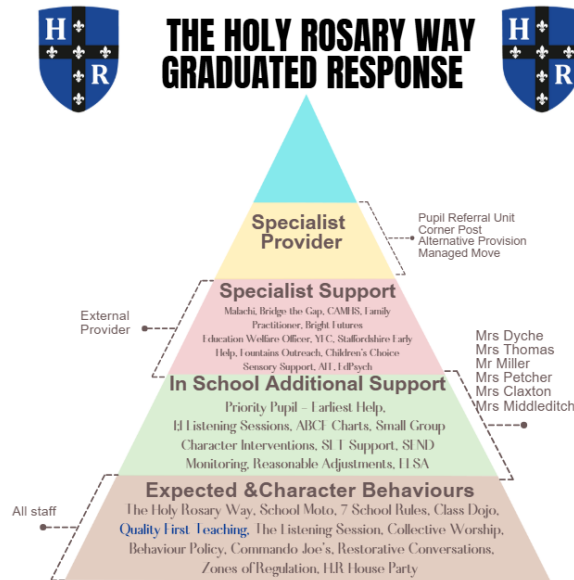 H
R
THE HOLY ROSARY WAY
GRADUATED RESPONSE
H
R
Specialist
Provider
Pupil Referral Unit
Corner Post
Alternative Provision
Managed Move
Specialist Support
Malachi, Bridge the Gap, CAMHS, Family
Practitioner, Bright Futures
Education Welfare Officer, YFC, Staffordshire Early
Help, Fountains Outreach, Children's Choice
Sensory Support, AIT, EdPsych
External
Provider
In School Additional Support
Priority Pupil - Earliest Help,
1:1 Listening Sessions, ABCF Charts, Small Group
Character Interventions, SLT Support, SEND
Monitoring, Reasonable Adjustments, ELSA
Mrs Dyche
Mrs Thomas
Mr Miller
Mrs Petcher
Mrs Claxton
Mrs Middleditch
Expected &Character Behaviours
The Holy Rosary Way, School Moto, 7 School Rules, Class Dojo,
Quality First Teaching, The Listening Session, Collective Worship,
Behaviour Policy, Commando Joe's, Restorative Conversations,
Zones of Regulation, H.R House Party
All staff